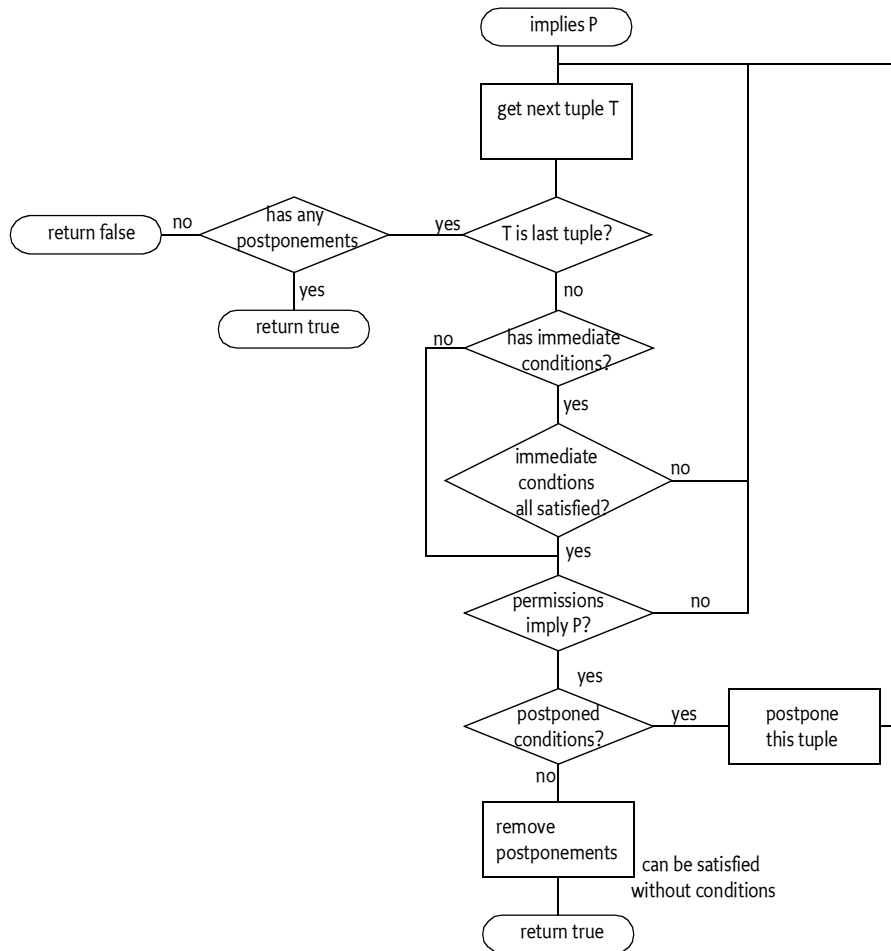 implies P
get next tuple T
has any
postponements
no
return false
yes
T is last tuple?
yes
return true
no
has immediate
conditions?
no
yes
immediate
condtions
all satisfied?
no
yes
permissions
imply P?
no
yes
postponed
conditions?
yes
postpone
this tuple
no
remove
postponements
can be satisfied
without conditions
return true